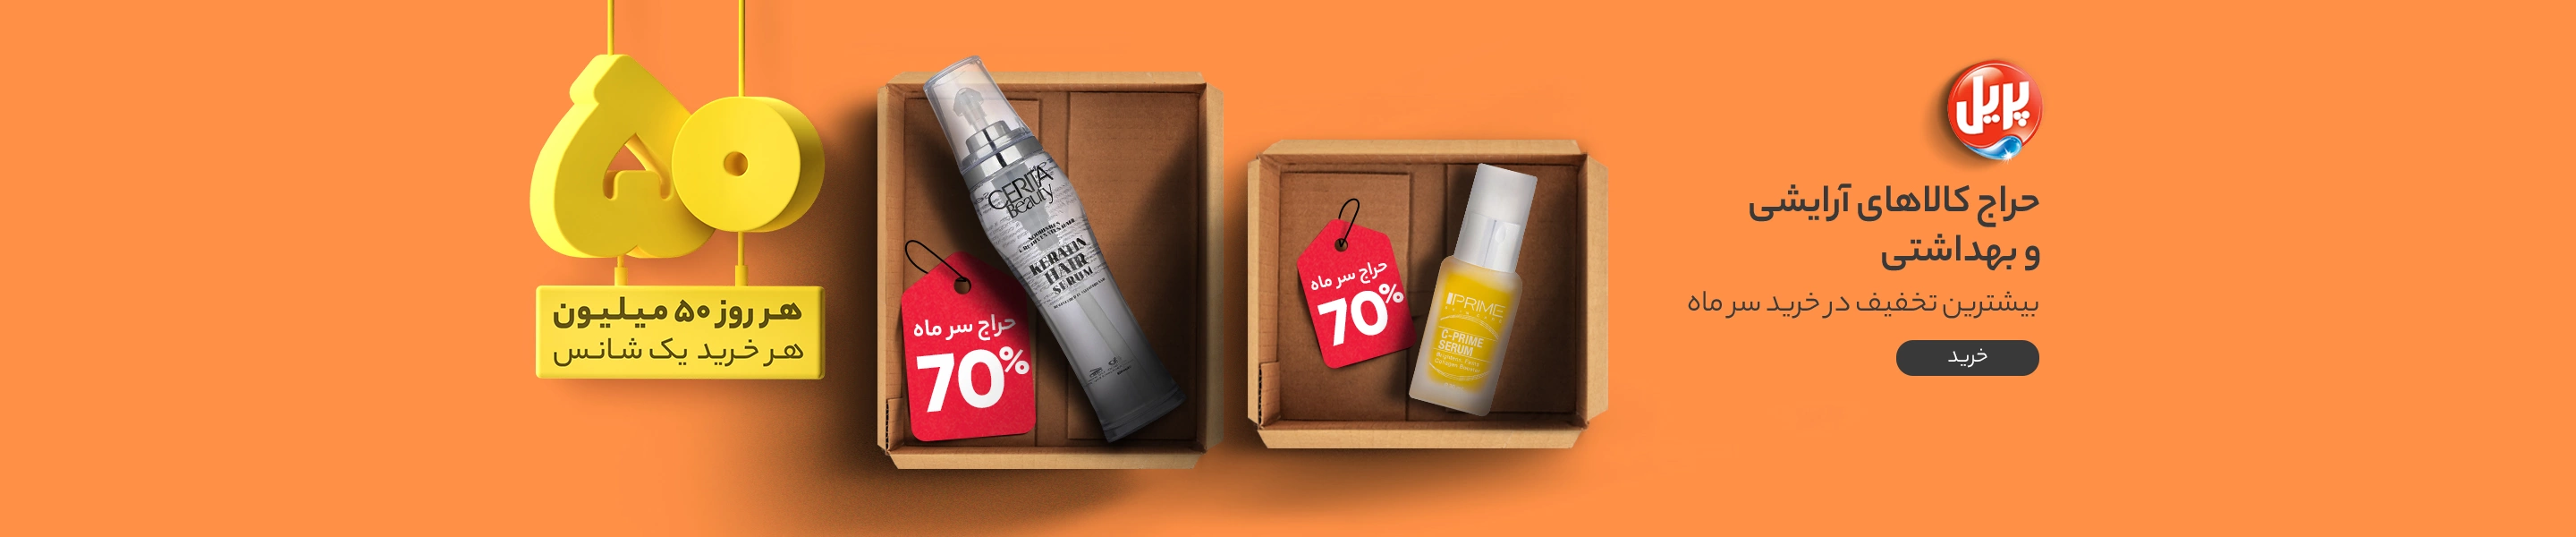 پریل
حراج کالاهای آرایشی
و بهداشتی
بیشترین تخفیف در خرید سر ماه
خرید
حراج سر ماه
70%
PRIME
C-PRIME
SERUM
CERITA
Beauty
KERATIN
HAIR
SERUM
حراج سر ماه
70%
۵۰
هر روز ۵۰ میلیون
هر خرید یک شانس